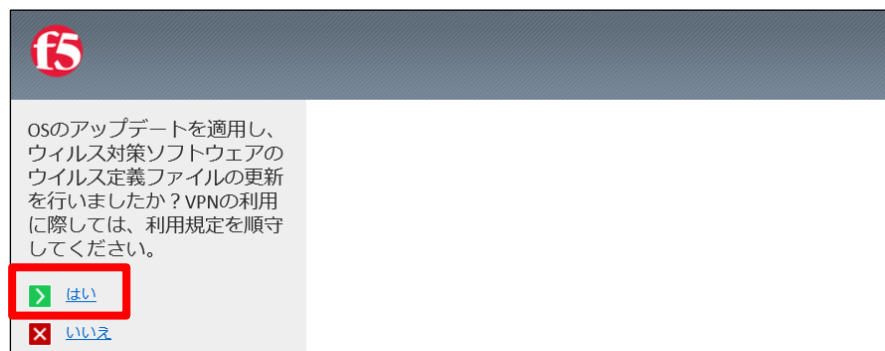 f5
OSのアップデートを適用し、
ウィルス対策ソフトウェアの
ウイルス定義ファイルの更新
を行いましたか？VPNの利用
に際しては、利用規定を順守
してください。
はい
いいえ